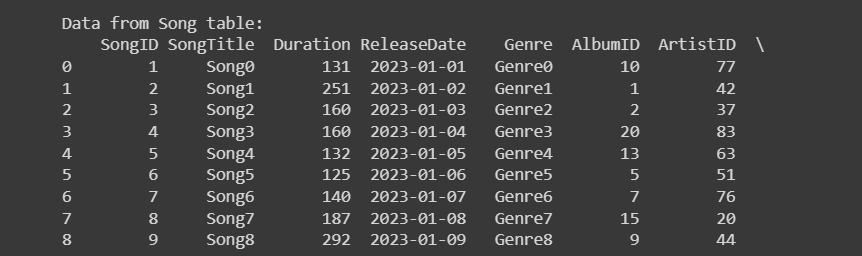 Data from Song table:
SongID SongTitle Duration ReleaseDate Genre AlbumID ArtistID \
0 1 Song0 131 2023-01-01 Genre0 10 77
1 2 Song1 251 2023-01-02 Genre1 1 42
2 3 Song2 160 2023-01-03 Genre2 2 37
3 4 Song3 160 2023-01-04 Genre3 20 83
4 5 Song4 132 2023-01-05 Genre4 13 63
5 6 Song5 125 2023-01-06 Genre5 5 51
6 7 Song6 140 2023-01-07 Genre6 7 76
7 8 Song7 187 2023-01-08 Genre7 15 20
8 9 Song8 292 2023-01-09 Genre8 9 44